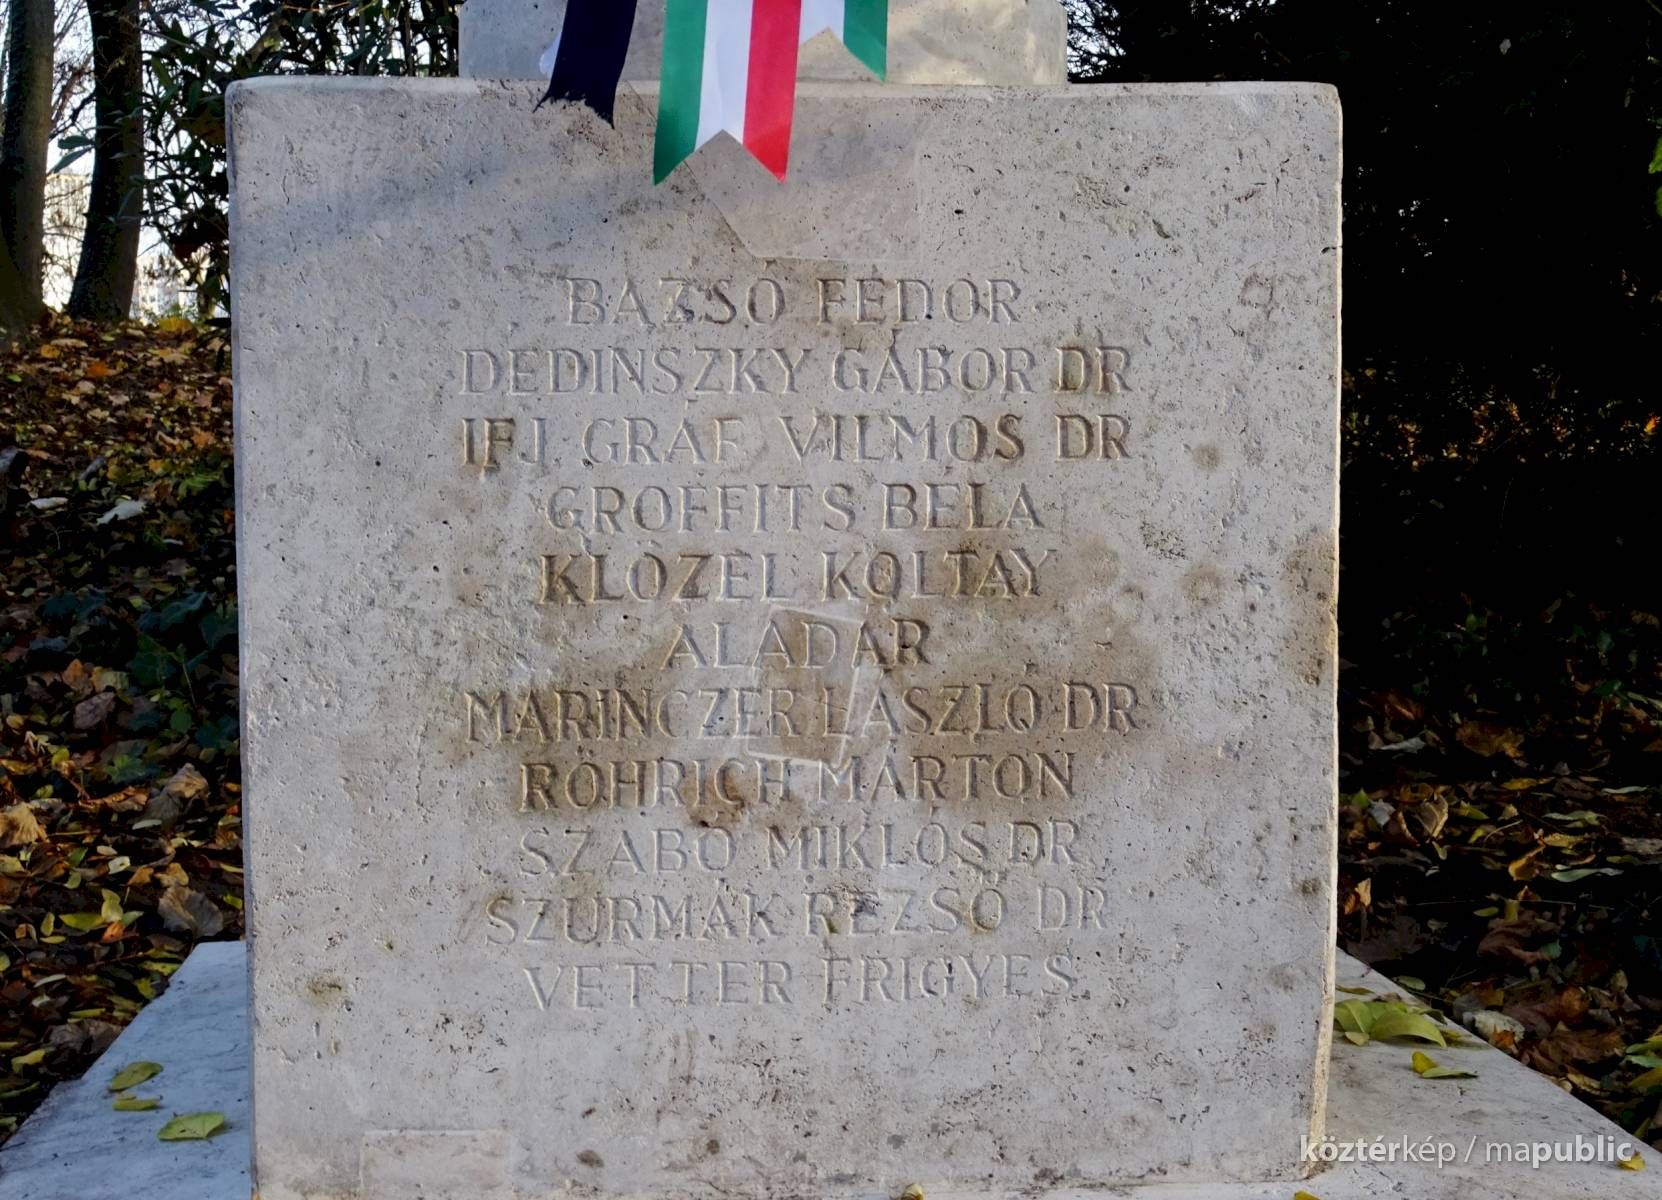 BAZSÓ FEDOR
DEDINSZKY GÁBOR DR
IFJ. GRAF VILMOS DR
GROFFITS BÉLA
KLÖZEL KOLTAY
ALADÁR
MARINCZER LÁSZLÓ DR
RÖHRICH MÁRTON
SZABÓ MIKLÓS DR
SZURMÁK REZSŐ DR
VETTER FRIGYES
köztérkép / mapublic